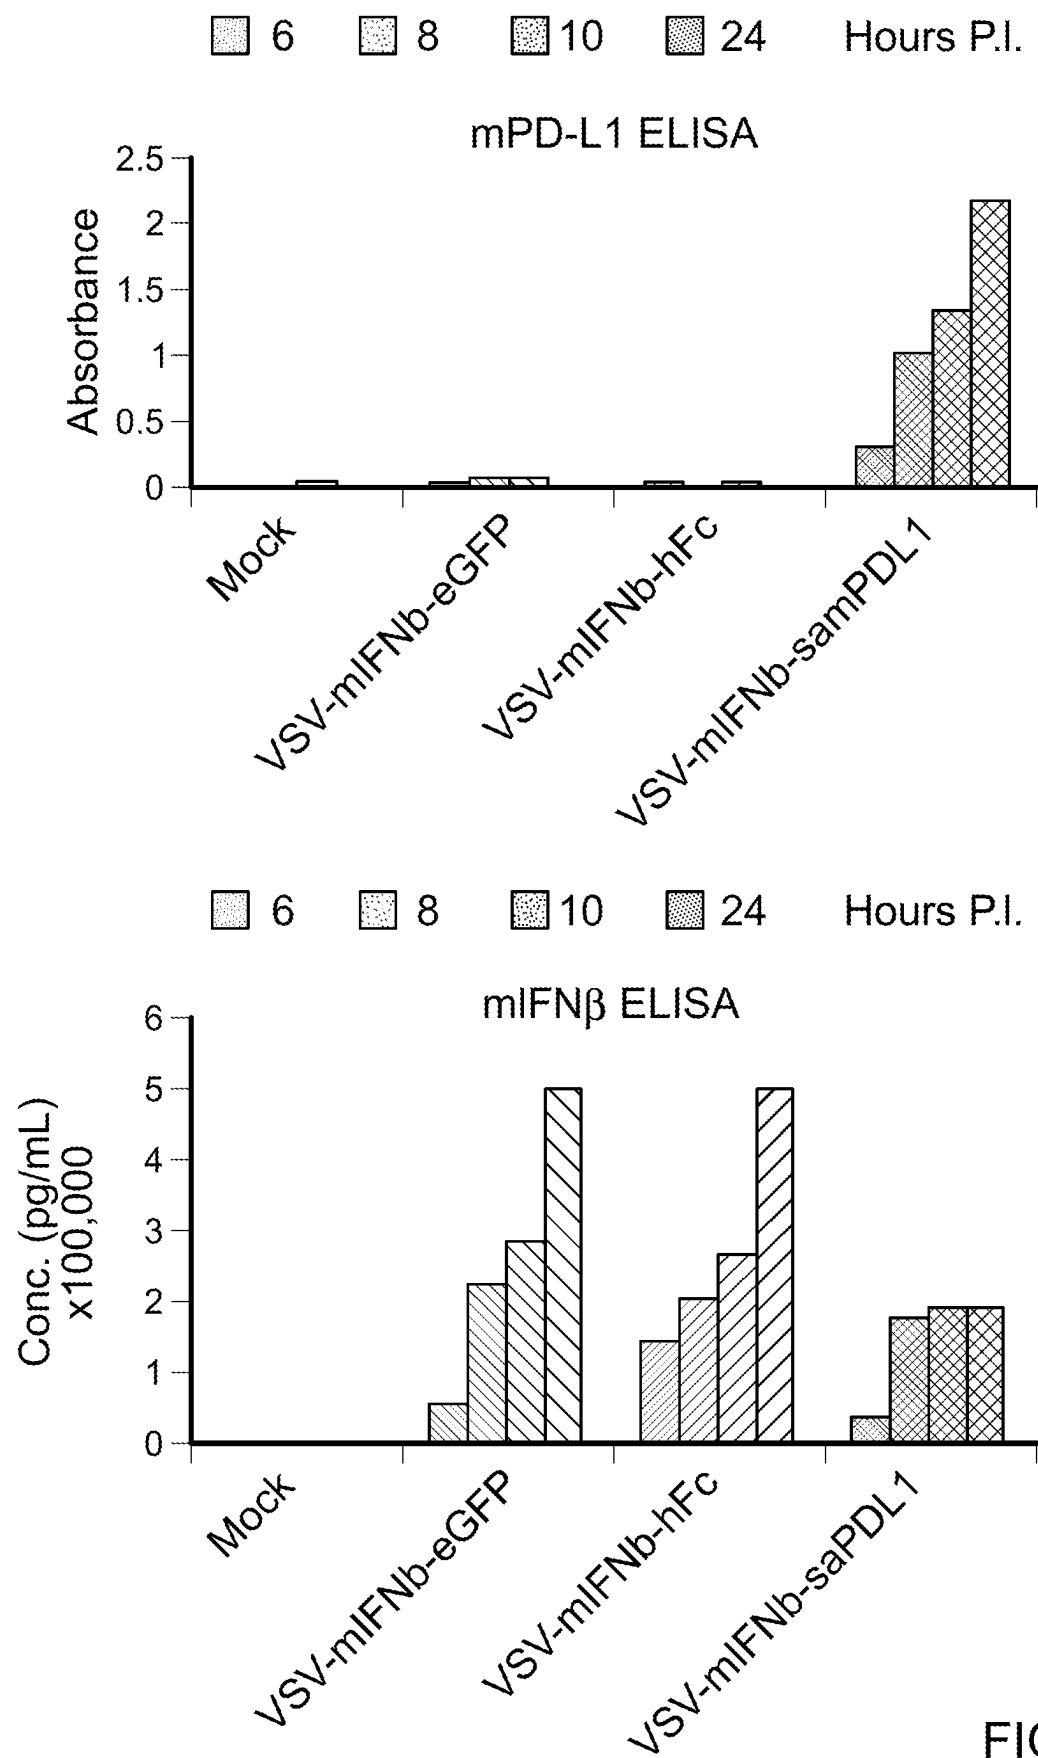 6 8 10 24 Hours P.I.
mPD-L1 ELISA
2.5
2
1.5
1
0.5
0
Absorbance
Mock
VSV-mIFNb-eGFP
VSV-mIFNb-hFc
VSV-mIFNb-samPDL1
6 8 10 24 Hours P.I.
mIFNβ ELISA
6
5
4
3
2
1
0
Conc. (pg/mL)
x100,000
Mock
VSV-mIFNb-eGFP
VSV-mIFNb-hFc
VSV-mIFNb-saPDL1